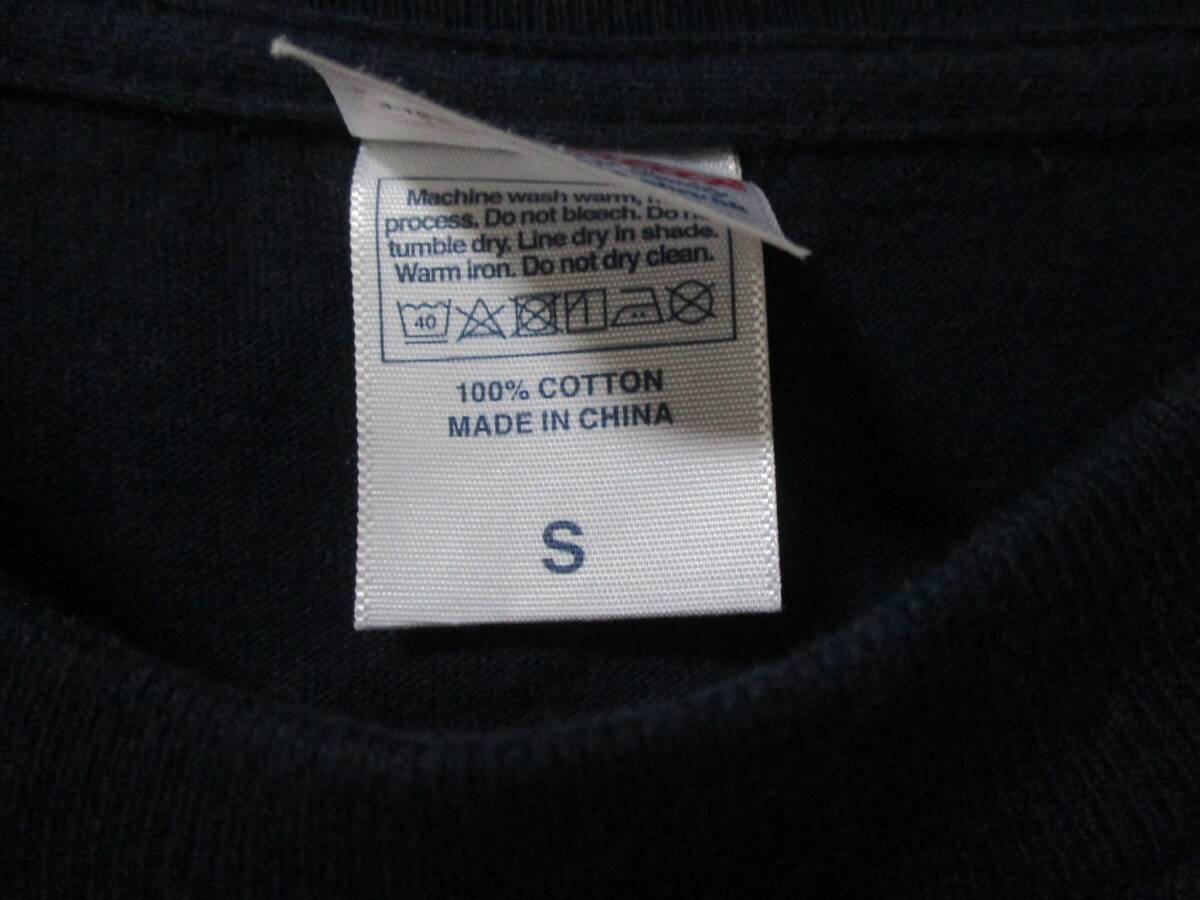 Machine wash warm,
process. Do not bleach. Do
tumble dry. Line dry in shade.
Warm iron. Do not dry clean.
40
100% COTTON
MADE IN CHINA
S